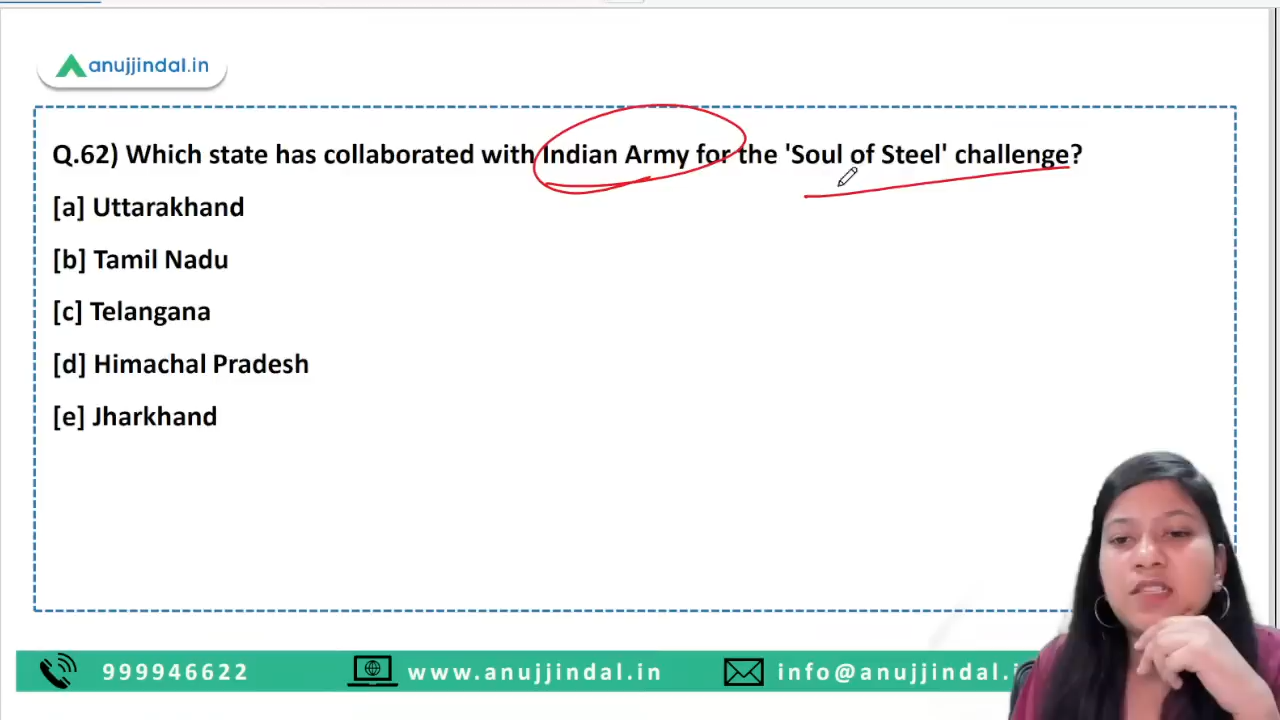 anujjindal.in
Q.62) Which state has collaborated with Indian Army for the 'Soul of Steel' challenge?
[a] Uttarakhand
[b] Tamil Nadu
[c] Telangana
[d] Himachal Pradesh
[e] Jharkhand
999946622 www.anujjindal.in info@anujjindal.i